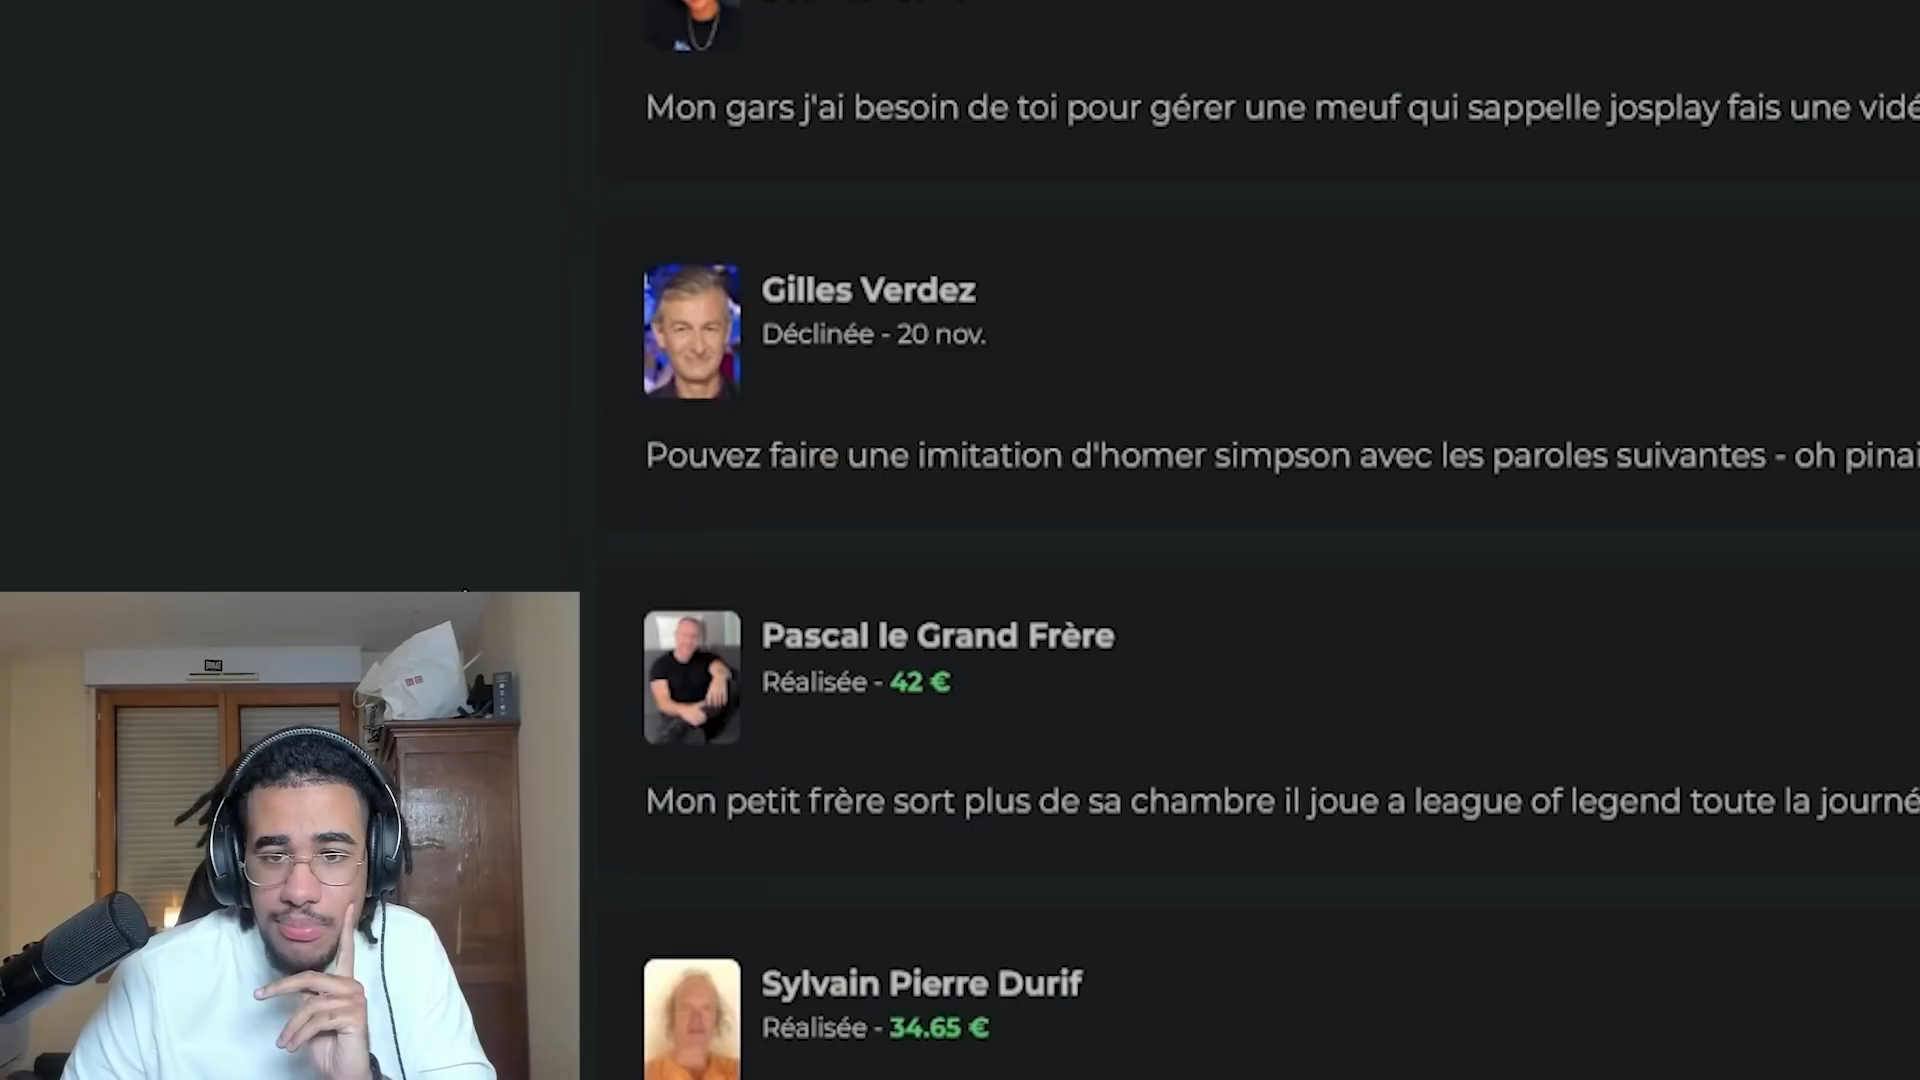 Mon gars j'ai besoin de toi pour gérer une meuf qui sappelle josplay fais une vidé
Gilles Verdez
Déclinée - 20 nov.
Pouvez faire une imitation d'homer simpson avec les paroles suivantes - oh pinai
Pascal le Grand Frère
Réalisée - 42 €
Mon petit frère sort plus de sa chambre il joue a league of legend toute la journé
Sylvain Pierre Durif
Réalisée - 34.65 €